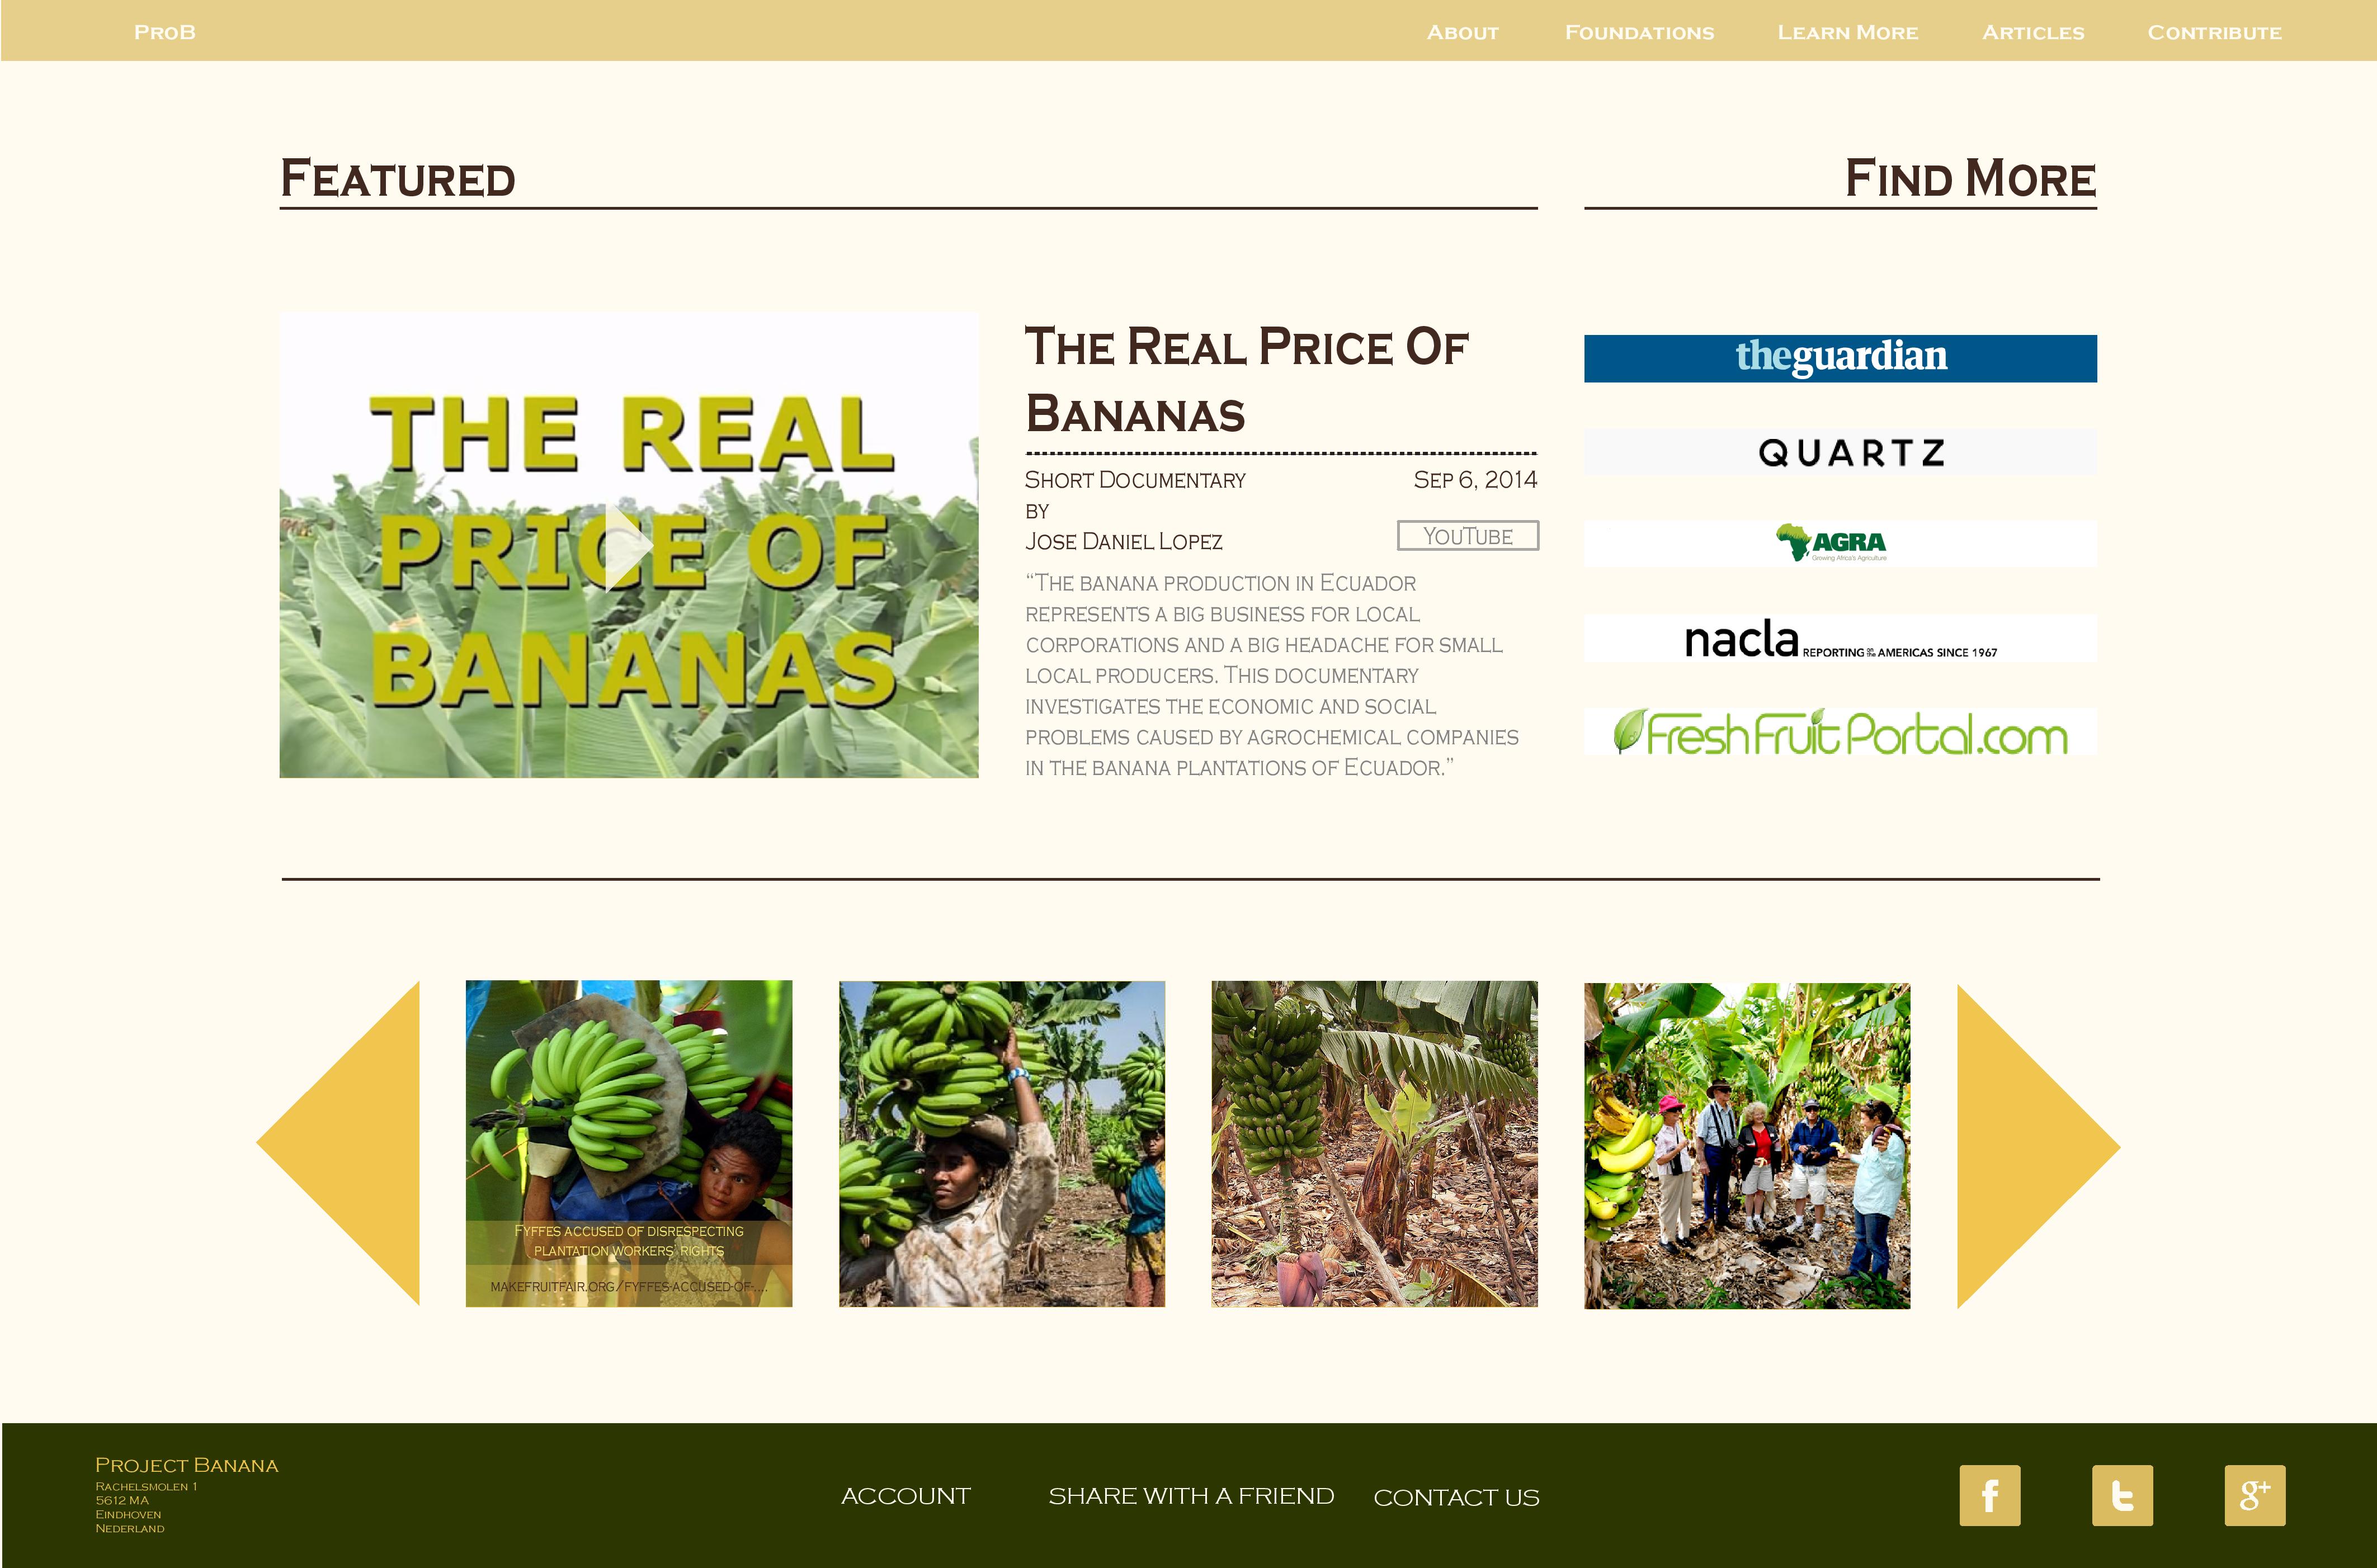 ProB
About
Foundations
Learn More
Articles
Contribute
Featured
Find More
THE REAL
PRICE OF
BANANAS
The Real Price Of
Bananas
Short Documentary
by
Jose Daniel Lopez
Sep 6, 2014
YouTube
“The banana production in Ecuador
represents a big business for local
corporations and a big headache for small
local producers. This documentary
investigates the economic and social
problems caused by agrochemical companies
in the banana plantations of Ecuador.”
theguardian
QUARTZ
AGRA
Growing Africa's Agriculture
nacla REPORTING ON THE AMERICAS SINCE 1967
FreshFruitPortal.com
Fyffes accused of disrespecting
plantation workers' rights
makefruitfair.org/fyffes-accused-of-....
Project Banana
Rachelsmolen 1
5612 MA
Eindhoven
Nederland
ACCOUNT
SHARE WITH A FRIEND
CONTACT US
f
t
g+